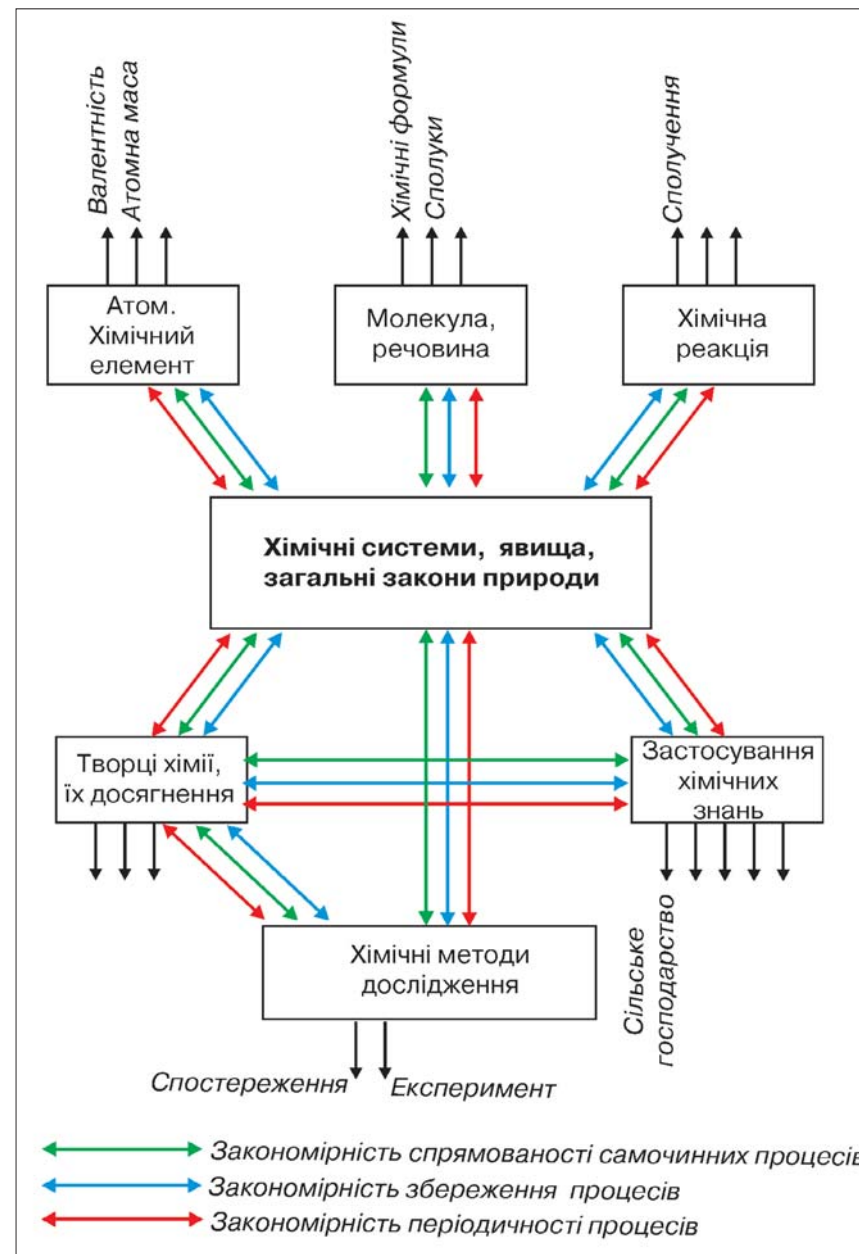 Валентність
Атомна маса
Хімічні формули
Сполуки
Сполучення
Атом.
Хімічний
елемент
Молекула,
речовина
Хімічна
реакція
Хімічні системи, явища,
загальні закони природи
Творці хімії,
їх досягнення
Застосування
хімічних
знань
Хімічні методи
дослідження
Сільське
господарство
Спостереження
Експеримент
Закономірність спрямованості самочинних процесів
Закономірність збереження процесів
Закономірність періодичності процесів